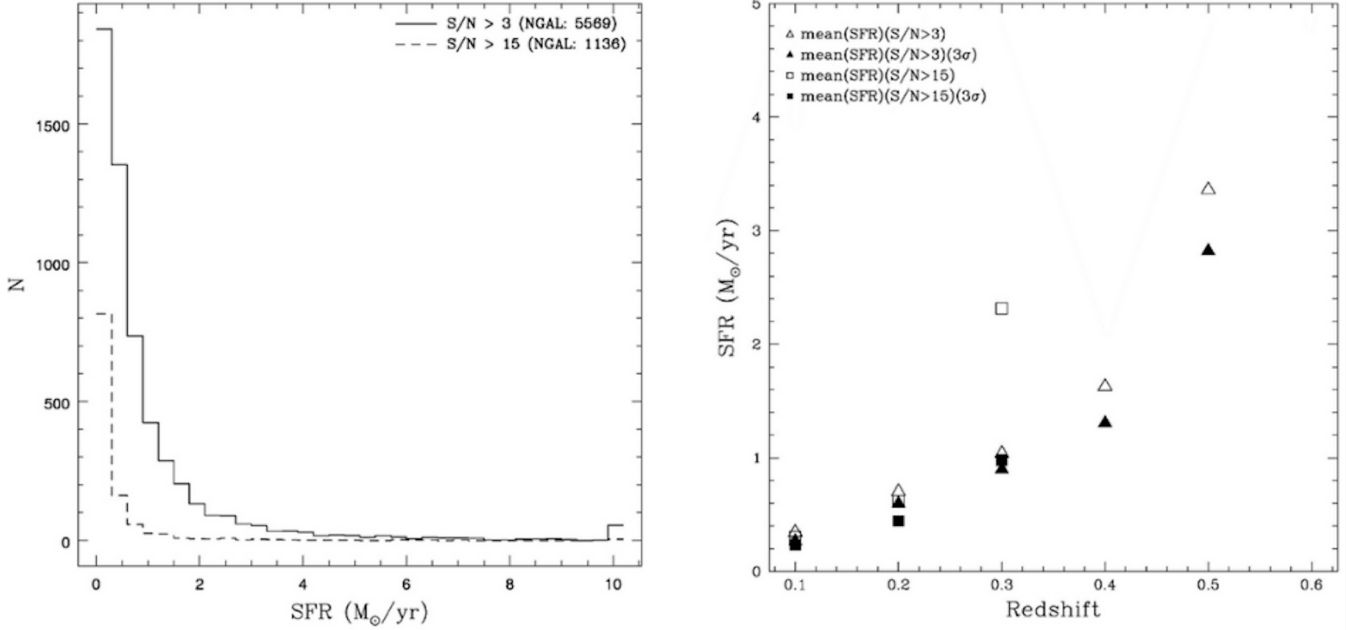 S/N > 3 (NGAL: 5569)
S/N > 15 (NGAL: 1136)
1500
1000
500
0
N
0
2
4
6
8
10
SFR (M⊙/yr)
mean(SFR)(S/N>3)
mean(SFR)(S/N>3)(3σ)
mean(SFR)(S/N>15)
mean(SFR)(S/N>15)(3σ)
5
4
3
2
1
0
SFR (M⊙/yr)
0.1
0.2
0.3
0.4
0.5
0.6
Redshift